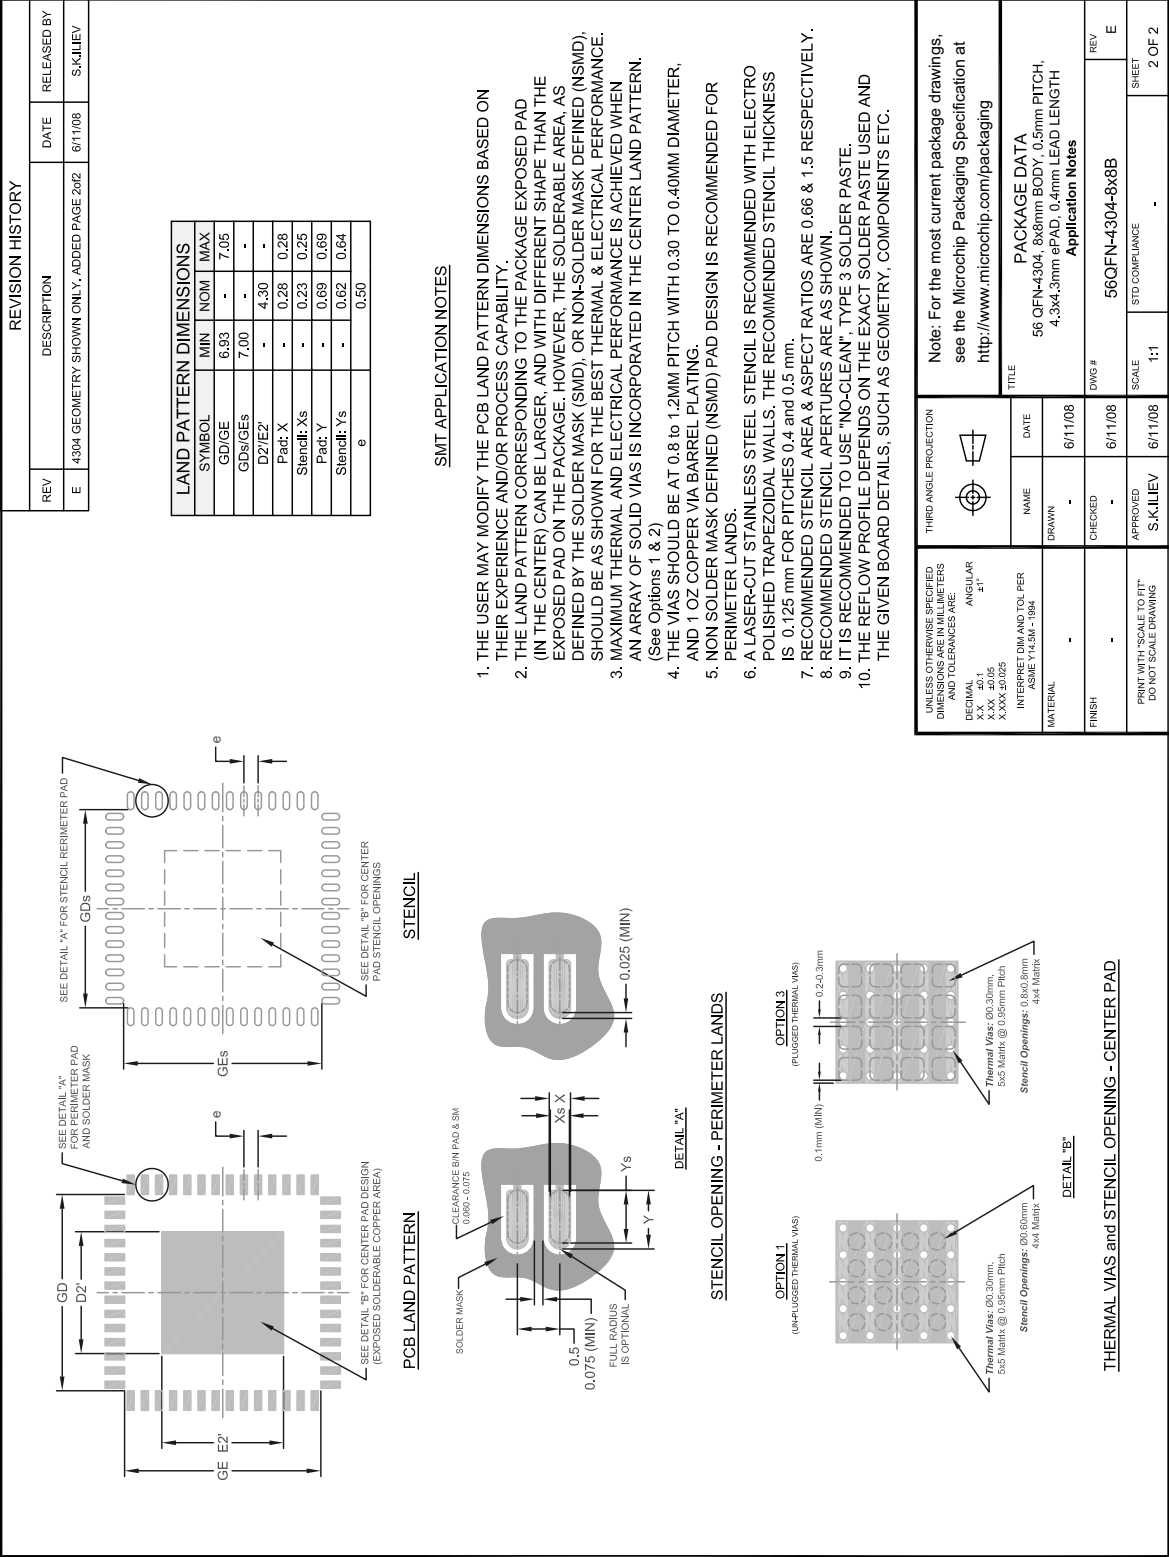 REVISION HISTORY
REV DESCRIPTION DATE RELEASED BY
E 4304 GEOMETRY SHOWN ONLY. ADDED PAGE 2of2 6/11/08 S.K.ILIEV
SEE DETAIL "A"
FOR PERIMETER PAD
AND SOLDER MASK
GD
D2'
GE
E2'
e
SEE DETAIL "B" FOR CENTER PAD DESIGN
(EXPOSED SOLDERABLE COPPER AREA)
PCB LAND PATTERN
SEE DETAIL "A" FOR STENCIL RERIMETER PAD
GDs
GEs
e
SEE DETAIL "B" FOR CENTER
PAD STENCIL OPENINGS
STENCIL
LAND PATTERN DIMENSIONS
SYMBOL MIN NOM MAX
GD/GE 6.93 - 7.05
GDs/GEs 7.00 - -
D2'/E2' - 4.30 -
Pad: X - 0.28 0.28
Stencil: Xs - 0.23 0.25
Pad: Y - 0.69 0.69
Stencil: Ys - 0.62 0.64
e 0.50
SOLDER MASK
CLEARANCE B/N PAD & SM
0.060 - 0.075
0.5
0.075 (MIN)
FULL RADIUS
IS OPTIONAL
Y
Ys
Xs
X
0.025 (MIN)
DETAIL "A"
STENCIL OPENING - PERIMETER LANDS
OPTION 1
(UN-PLUGGED THERMAL VIAS)
Thermal Vias: Ø0.30mm,
5x5 Matrix @ 0.95mm Pitch
Stencil Openings: Ø0.60mm
4x4 Matrix
OPTION 3
(PLUGGED THERMAL VIAS)
0.1mm (MIN)
0.2-0.3mm
Thermal Vias: Ø0.30mm,
5x5 Matrix @ 0.95mm Pitch
Stencil Openings: 0.8x0.8mm
4x4 Matrix
DETAIL "B"
THERMAL VIAS and STENCIL OPENING - CENTER PAD
SMT APPLICATION NOTES
1. THE USER MAY MODIFY THE PCB LAND PATTERN DIMENSIONS BASED ON
THEIR EXPERIENCE AND/OR PROCESS CAPABILITY.
2. THE LAND PATTERN CORRESPONDING TO THE PACKAGE EXPOSED PAD
(IN THE CENTER) CAN BE LARGER, AND WITH DIFFERENT SHAPE THAN THE
EXPOSED PAD ON THE PACKAGE. HOWEVER, THE SOLDERABLE AREA, AS
DEFINED BY THE SOLDER MASK (SMD), OR NON-SOLDER MASK DEFINED (NSMD),
SHOULD BE AS SHOWN FOR THE BEST THERMAL & ELECTRICAL PERFORMANCE.
3. MAXIMUM THERMAL AND ELECTRICAL PERFORMANCE IS ACHIEVED WHEN
AN ARRAY OF SOLID VIAS IS INCORPORATED IN THE CENTER LAND PATTERN.
(See Options 1 & 2)
4. THE VIAS SHOULD BE AT 0.8 to 1.2MM PITCH WITH 0.30 TO 0.40MM DIAMETER,
AND 1 OZ COPPER VIA BARREL PLATING.
5. NON SOLDER MASK DEFINED (NSMD) PAD DESIGN IS RECOMMENDED FOR
PERIMETER LANDS.
6. A LASER-CUT STAINLESS STEEL STENCIL IS RECOMMENDED WITH ELECTRO
POLISHED TRAPEZOIDAL WALLS. THE RECOMMENDED STENCIL THICKNESS
IS 0.125 mm FOR PITCHES 0.4 and 0.5 mm.
7. RECOMMENDED STENCIL AREA & ASPECT RATIOS ARE 0.66 & 1.5 RESPECTIVELY.
8. RECOMMENDED STENCIL APERTURES ARE AS SHOWN.
9. IT IS RECOMMENDED TO USE "NO-CLEAN", TYPE 3 SOLDER PASTE.
10. THE REFLOW PROFILE DEPENDS ON THE EXACT SOLDER PASTE USED AND
THE GIVEN BOARD DETAILS, SUCH AS GEOMETRY, COMPONENTS ETC.
UNLESS OTHERWISE SPECIFIED
DIMENSIONS ARE IN MILLIMETERS
AND TOLERANCES ARE:
DECIMAL ANGULAR
X.X ±0.1 ±1°
X.XX ±0.05
X.XXX ±0.025
INTERPRET DIM AND TOL PER
ASME Y14.5M - 1994
MATERIAL
-
FINISH
-
PRINT WITH "SCALE TO FIT"
DO NOT SCALE DRAWING
THIRD ANGLE PROJECTION
NAME DATE
DRAWN
- 6/11/08
CHECKED
- 6/11/08
APPROVED
S.K.ILIEV 6/11/08
Note: For the most current package drawings,
see the Microchip Packaging Specification at
http://www.microchip.com/packaging
TITLE
PACKAGE DATA
56 QFN-4304, 8x8mm BODY, 0.5mm PITCH,
4.3x4.3mm ePAD, 0.4mm LEAD LENGTH
Application Notes
DWG #
56QFN-4304-8x8B
REV
E
SCALE
1:1
STD COMPLIANCE
-
SHEET
2 OF 2